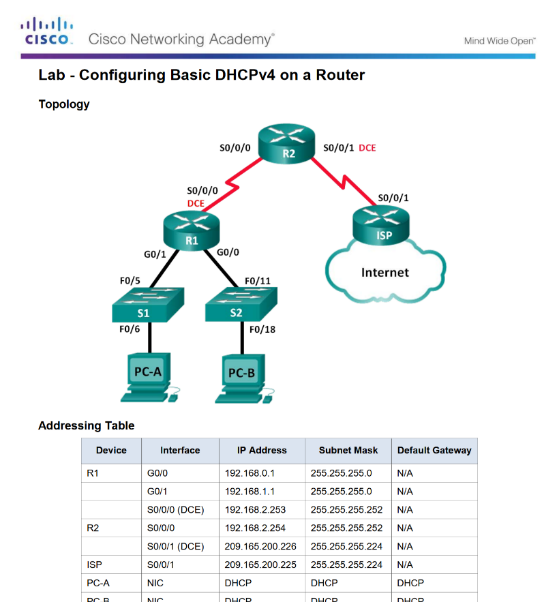 CISCO Cisco Networking Academy® Mind Wide Open™
Lab - Configuring Basic DHCPv4 on a Router
Topology
S0/0/0 R2 S0/0/1 DCE
S0/0/0
DCE
S0/0/1
R1
ISP
G0/1 G0/0
Internet
F0/5 F0/11
S1 S2
F0/6 F0/18
PC-A PC-B
Addressing Table
Device Interface IP Address Subnet Mask Default Gateway
R1 G0/0 192.168.0.1 255.255.255.0 N/A
G0/1 192.168.1.1 255.255.255.0 N/A
S0/0/0 (DCE) 192.168.2.253 255.255.255.252 N/A
R2 S0/0/0 192.168.2.254 255.255.255.252 N/A
S0/0/1 (DCE) 209.165.200.226 255.255.255.224 N/A
ISP S0/0/1 209.165.200.225 255.255.255.224 N/A
PC-A NIC DHCP DHCP DHCP
PC-B NIC DHCP DHCP DHCP